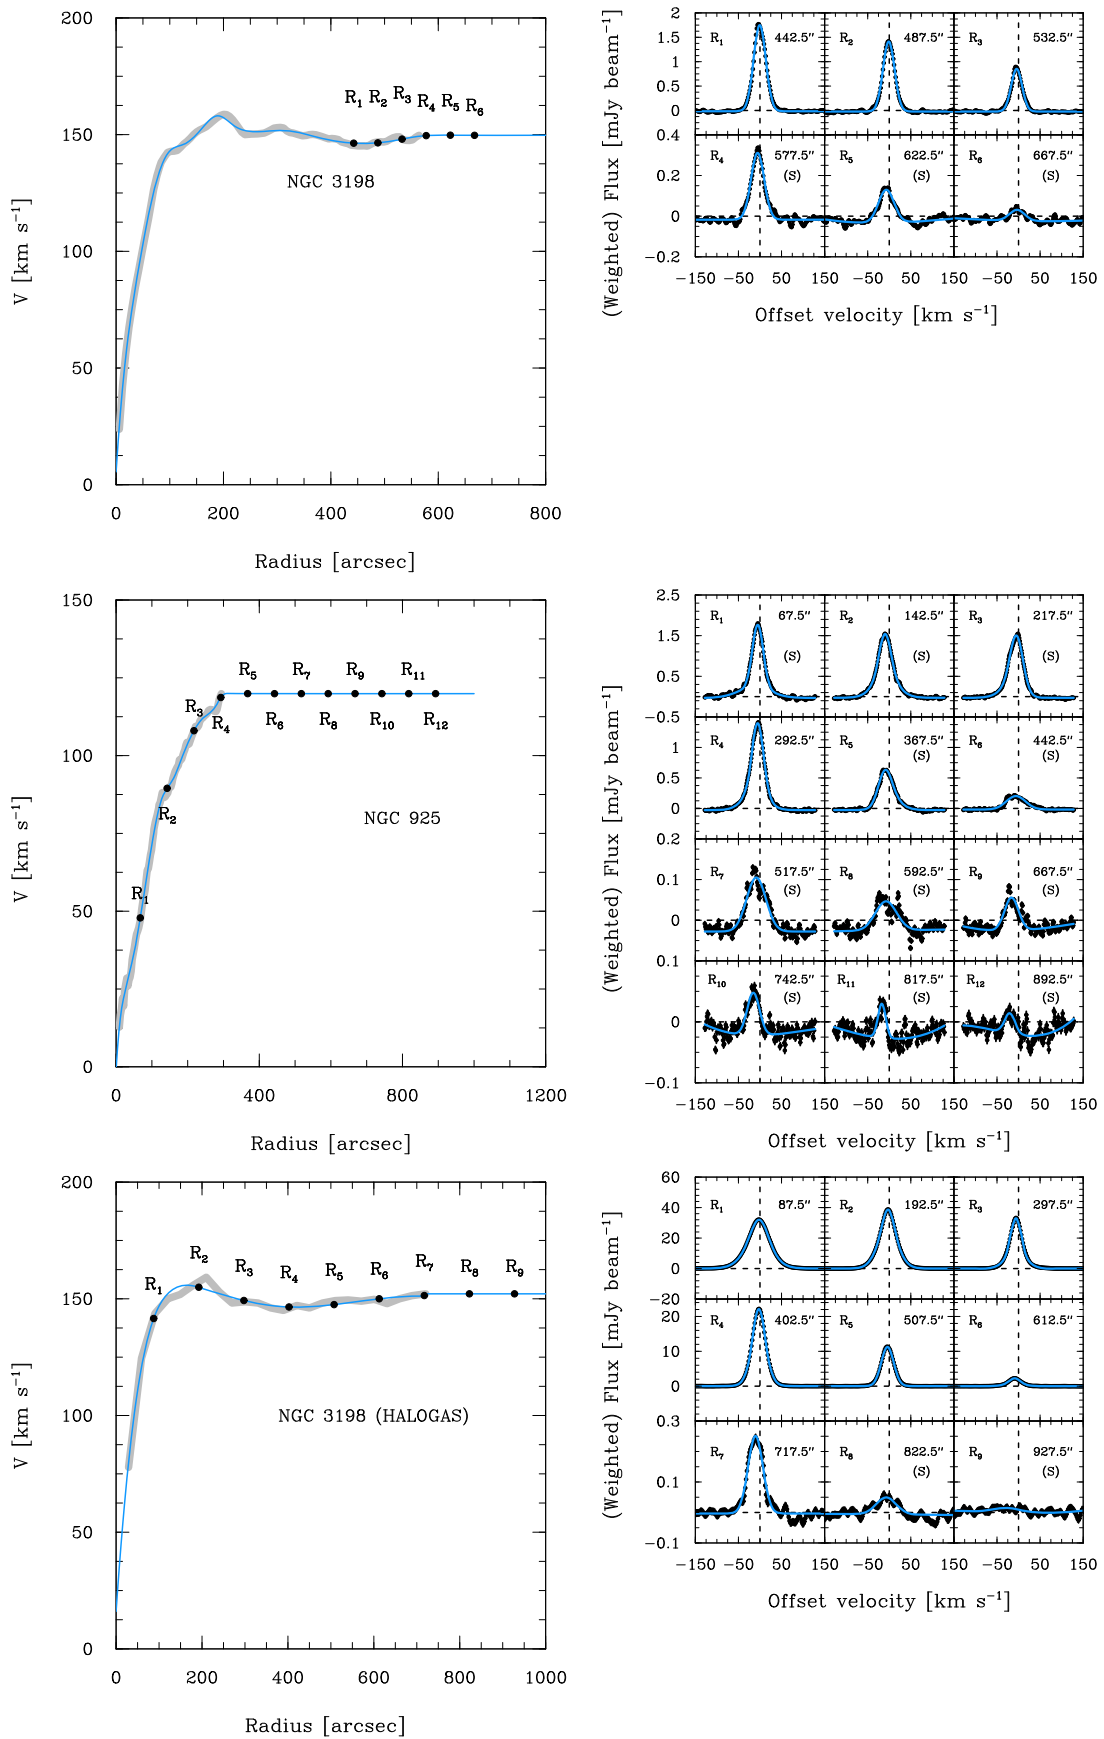 200
150
100
50
0
V [km s⁻¹]
R₁ R₂ R₃ R₄ R₅ R₆
NGC 3198
0 200 400 600 800
Radius [arcsec]
2
1.5
1
0.5
0
0.4
0.2
0
−0.2
(Weighted) Flux [mJy beam⁻¹]
R₁ 442.5″ R₂ 487.5″ R₃ 532.5″
R₄ 577.5″ R₅ 622.5″ R₆ 667.5″
(S) (S) (S)
−150 −50 50 150 −50 50 150 −50 50 150
Offset velocity [km s⁻¹]
150
100
50
0
V [km s⁻¹]
R₅ R₇ R₉ R₁₁
R₃
R₄ R₆ R₈ R₁₀ R₁₂
R₂
R₁
NGC 925
0 400 800 1200
Radius [arcsec]
2.5
1.5
0.5
−0.5
1
0.5
0
0.2
0.1
0
0.1
0
−0.1
(Weighted) Flux [mJy beam⁻¹]
R₁ 67.5″ R₂ 142.5″ R₃ 217.5″
(S) (S) (S)
R₄ 292.5″ R₅ 367.5″ R₆ 442.5″
(S) (S)
R₇ 517.5″ R₈ 592.5″ R₉ 667.5″
(S) (S) (S)
R₁₀ 742.5″ R₁₁ 817.5″ R₁₂ 892.5″
(S) (S) (S)
−150 −50 50 150 −50 50 150 −50 50 150
Offset velocity [km s⁻¹]
200
150
100
50
0
V [km s⁻¹]
R₁ R₂ R₃ R₄ R₅ R₆ R₇ R₈ R₉
NGC 3198 (HALOGAS)
0 200 400 600 800 1000
Radius [arcsec]
60
40
20
0
−20
20
10
0
0.3
0.1
0
−0.1
(Weighted) Flux [mJy beam⁻¹]
R₁ 87.5″ R₂ 192.5″ R₃ 297.5″
R₄ 402.5″ R₅ 507.5″ R₆ 612.5″
R₇ 717.5″ R₈ 822.5″ R₉ 927.5″
(S) (S)
−150 −50 50 150 −50 50 150 −50 50 150
Offset velocity [km s⁻¹]